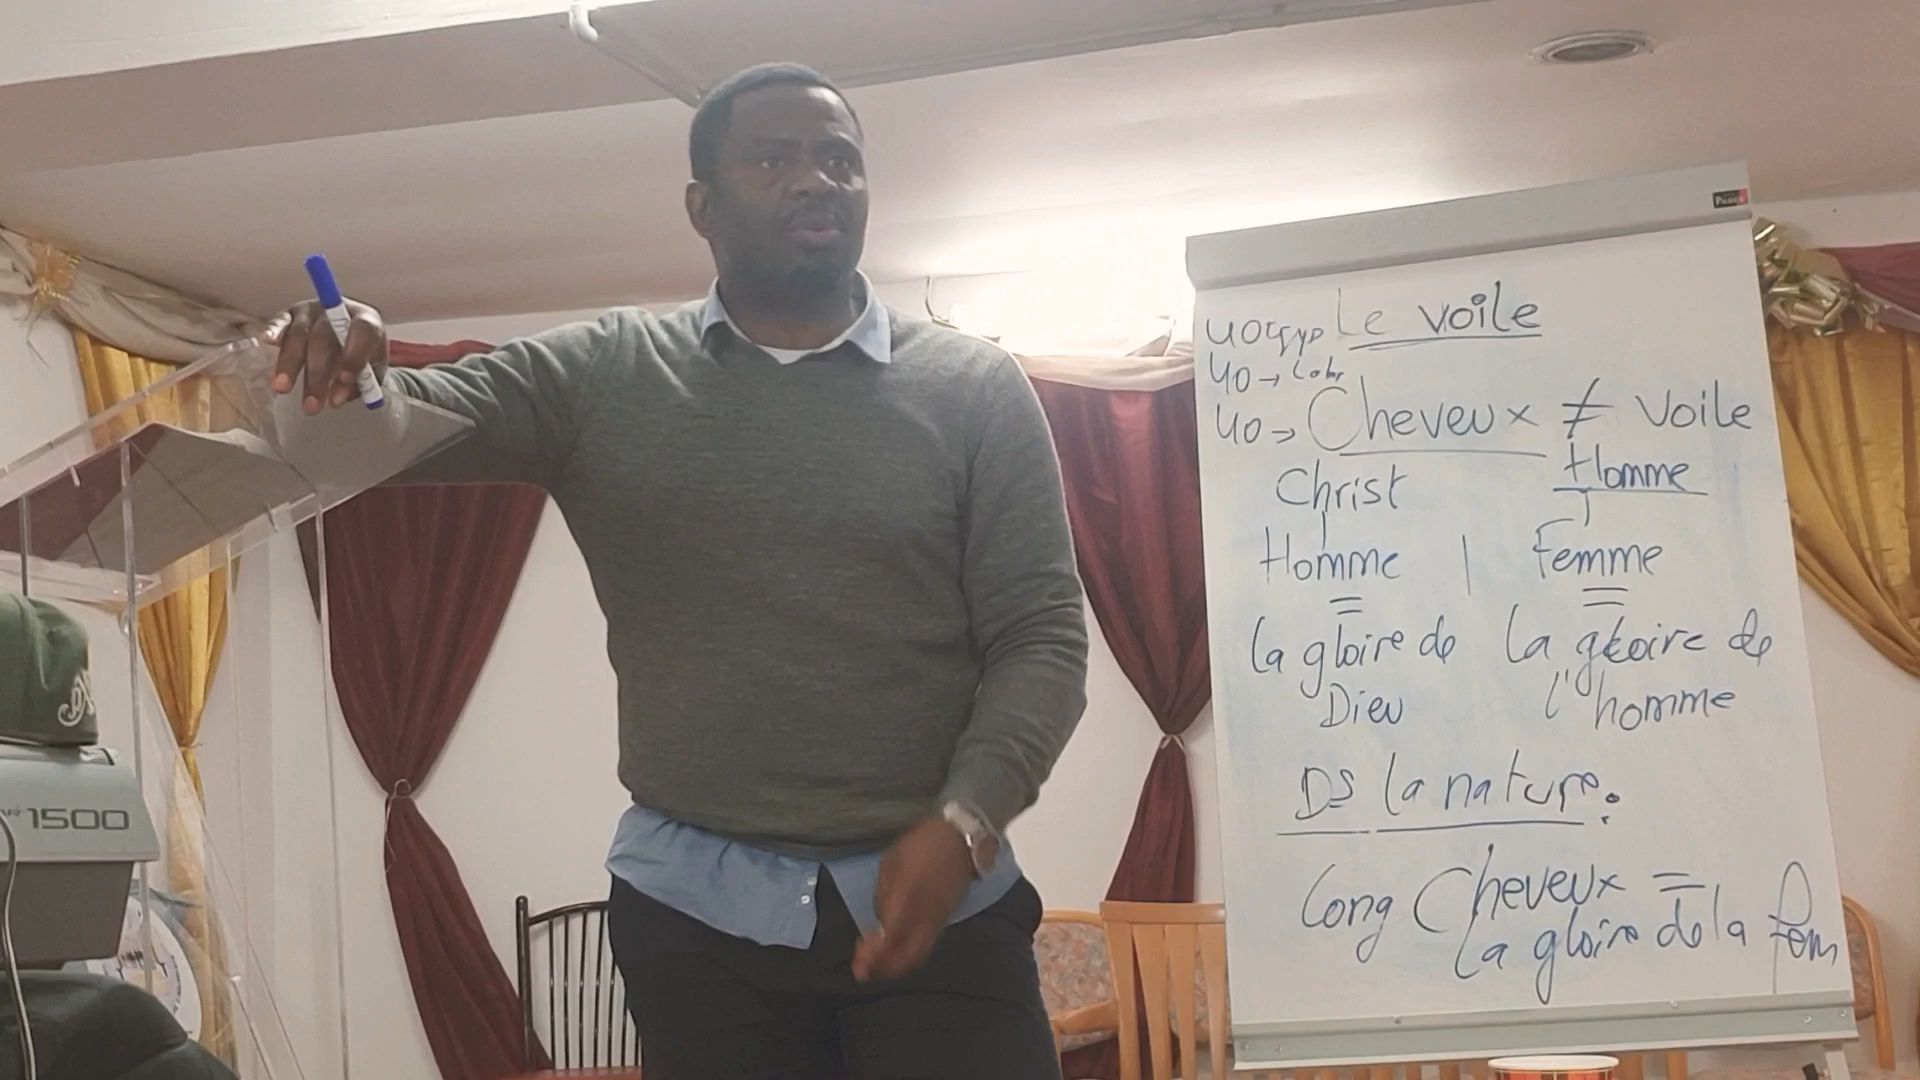 Le voile
40 →
40 → Cheveux ≠ voile
Christ Homme
Homme | Femme
= =
la gloire de la gloire de
Dieu l'homme
Ds la nature:
Long Cheveux =
la gloire de la fem
1500